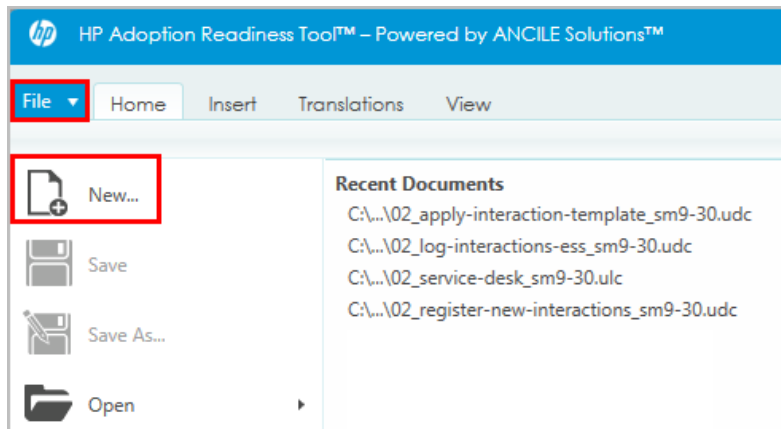 hp HP Adoption Readiness Tool™ – Powered by ANCILE Solutions™
File Home Insert Translations View
New...
Save
Save As...
Open
Recent Documents
C:\...\02_apply-interaction-template_sm9-30.udc
C:\...\02_log-interactions-ess_sm9-30.udc
C:\...\02_service-desk_sm9-30.ulc
C:\...\02_register-new-interactions_sm9-30.udc